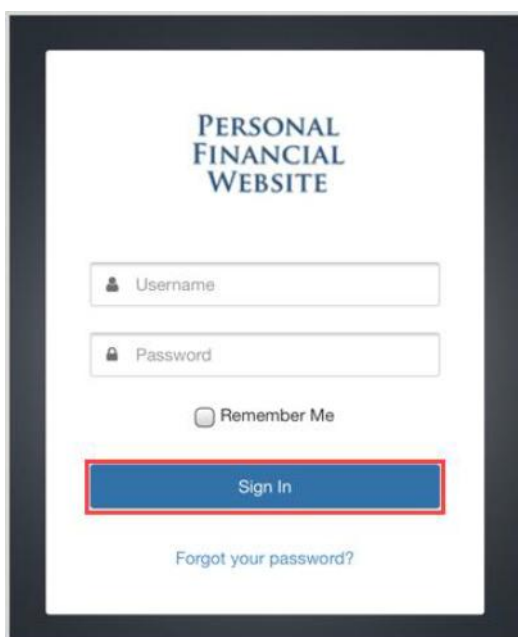 PERSONAL
FINANCIAL
WEBSITE
Username
Password
Remember Me
Sign In
Forgot your password?